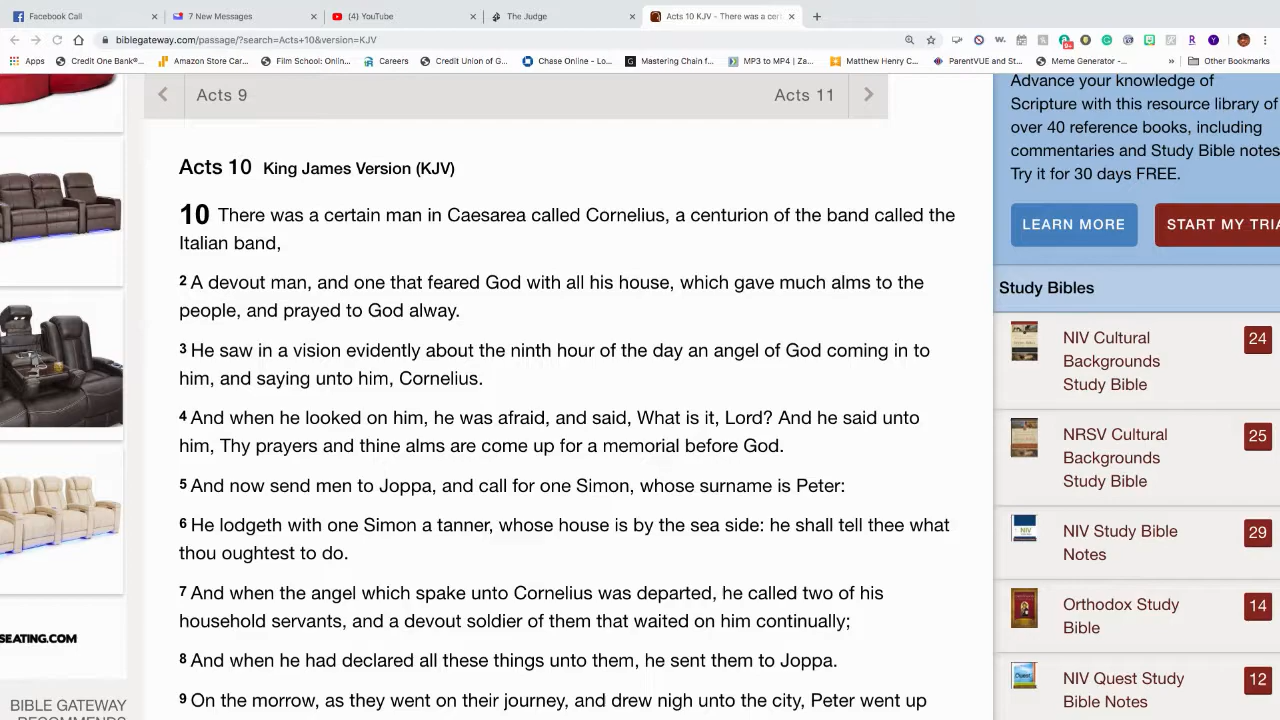 Facebook Call
7 New Messages
(4) YouTube
The Judge
Acts 10 KJV - There was a cert
biblegateway.com/passage/?search=Acts+10&version=KJV
Apps
Credit One Bank®...
Amazon Store Car...
Film School: Onlin...
Careers
Credit Union of G...
Chase Online - Lo...
Mastering Chain f...
MP3 to MP4 | Za...
Matthew Henry C...
ParentVUE and St...
Meme Generator -...
»
Other Bookmarks
Acts 9
Acts 11
Acts 10 King James Version (KJV)
10 There was a certain man in Caesarea called Cornelius, a centurion of the band called the
Italian band,
2 A devout man, and one that feared God with all his house, which gave much alms to the
people, and prayed to God alway.
3 He saw in a vision evidently about the ninth hour of the day an angel of God coming in to
him, and saying unto him, Cornelius.
4 And when he looked on him, he was afraid, and said, What is it, Lord? And he said unto
him, Thy prayers and thine alms are come up for a memorial before God.
5 And now send men to Joppa, and call for one Simon, whose surname is Peter:
6 He lodgeth with one Simon a tanner, whose house is by the sea side: he shall tell thee what
thou oughtest to do.
7 And when the angel which spake unto Cornelius was departed, he called two of his
household servants, and a devout soldier of them that waited on him continually;
8 And when he had declared all these things unto them, he sent them to Joppa.
9 On the morrow, as they went on their journey, and drew nigh unto the city, Peter went up
SEATING.COM
BIBLE GATEWAY
RECOMMENDS
Advance your knowledge of
Scripture with this resource library of
over 40 reference books, including
commentaries and Study Bible notes
Try it for 30 days FREE.
LEARN MORE
START MY TRIA
Study Bibles
NIV Cultural
Backgrounds
Study Bible
24
NRSV Cultural
Backgrounds
Study Bible
25
NIV Study Bible
Notes
29
Orthodox Study
Bible
14
NIV Quest Study
Bible Notes
12